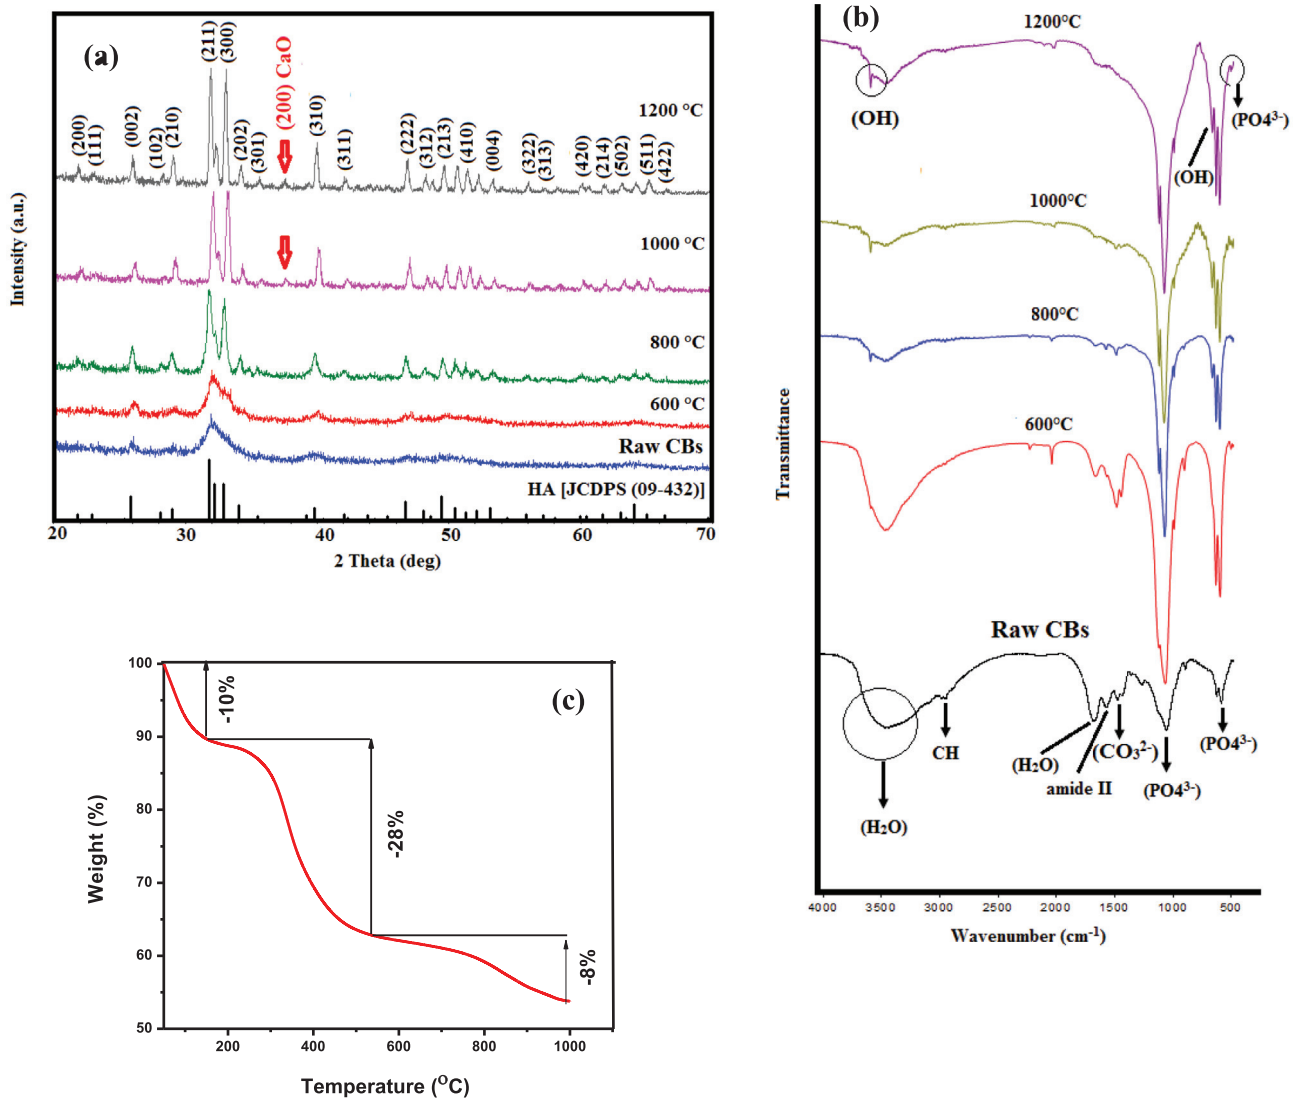 (a)
Intensity (a.u.)
(200)
(111)
(002)
(102)
(210)
(211)
(300)
(202)
(301)
(200) CaO
(310)
(311)
(222)
(312)
(213)
(410)
(004)
(322)
(313)
(420)
(214)
(502)
(511)
(422)
1200 °C
1000 °C
800 °C
600 °C
Raw CBs
HA [JCDPS (09-432)]
20 30 40 50 60 70
2 Theta (deg)
(b)
Transmittance
1200°C
(OH)
(OH)
(PO4³⁻)
1000°C
800°C
600°C
Raw CBs
(H2O)
CH
(H2O)
amide II
(CO3²⁻)
(PO4³⁻)
(PO4³⁻)
4000 3500 3000 2500 2000 1500 1000 500
Wavenumber (cm⁻¹)
(c)
Weight (%)
100
90
80
70
60
50
-10%
-28%
-8%
200 400 600 800 1000
Temperature (ᴼC)